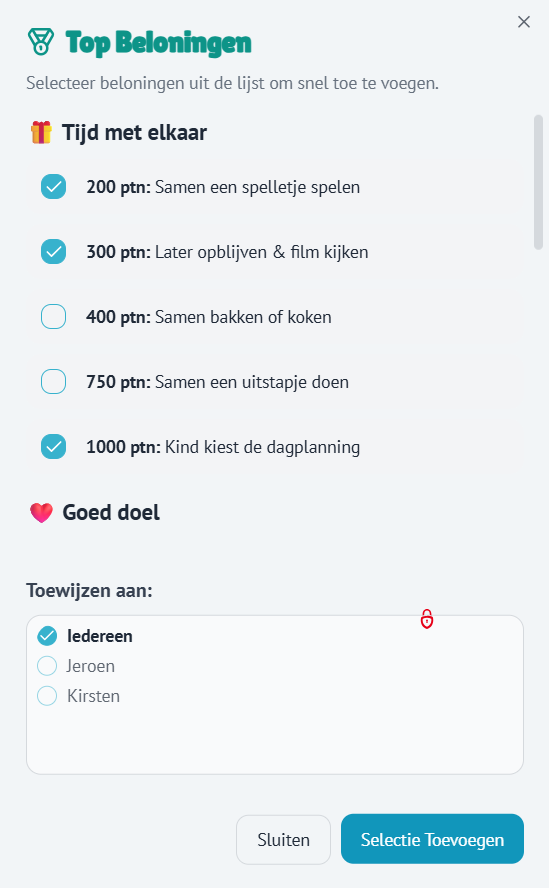 Top Beloningen
Selecteer beloningen uit de lijst om snel toe te voegen.
Tijd met elkaar
200 ptn: Samen een spelletje spelen
300 ptn: Later opblijven & film kijken
400 ptn: Samen bakken of koken
750 ptn: Samen een uitstapje doen
1000 ptn: Kind kiest de dagplanning
Goed doel
Toewijzen aan:
Iedereen
Jeroen
Kirsten
Sluiten
Selectie Toevoegen